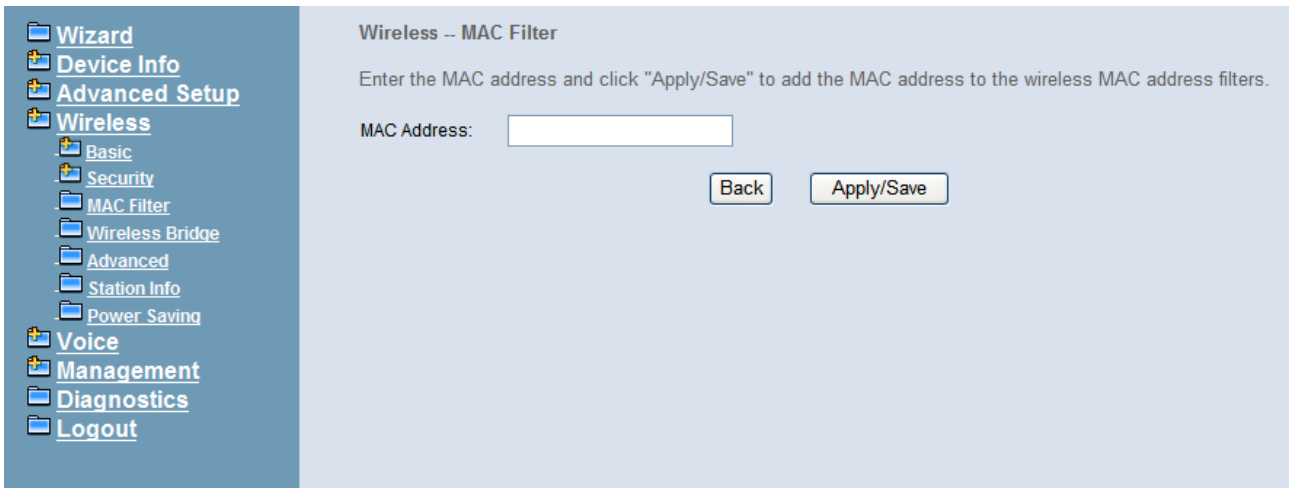 Wizard
Device Info
Advanced Setup
Wireless
Basic
Security
MAC Filter
Wireless Bridge
Advanced
Station Info
Power Saving
Voice
Management
Diagnostics
Logout
Wireless -- MAC Filter
Enter the MAC address and click "Apply/Save" to add the MAC address to the wireless MAC address filters.
MAC Address:
Back Apply/Save